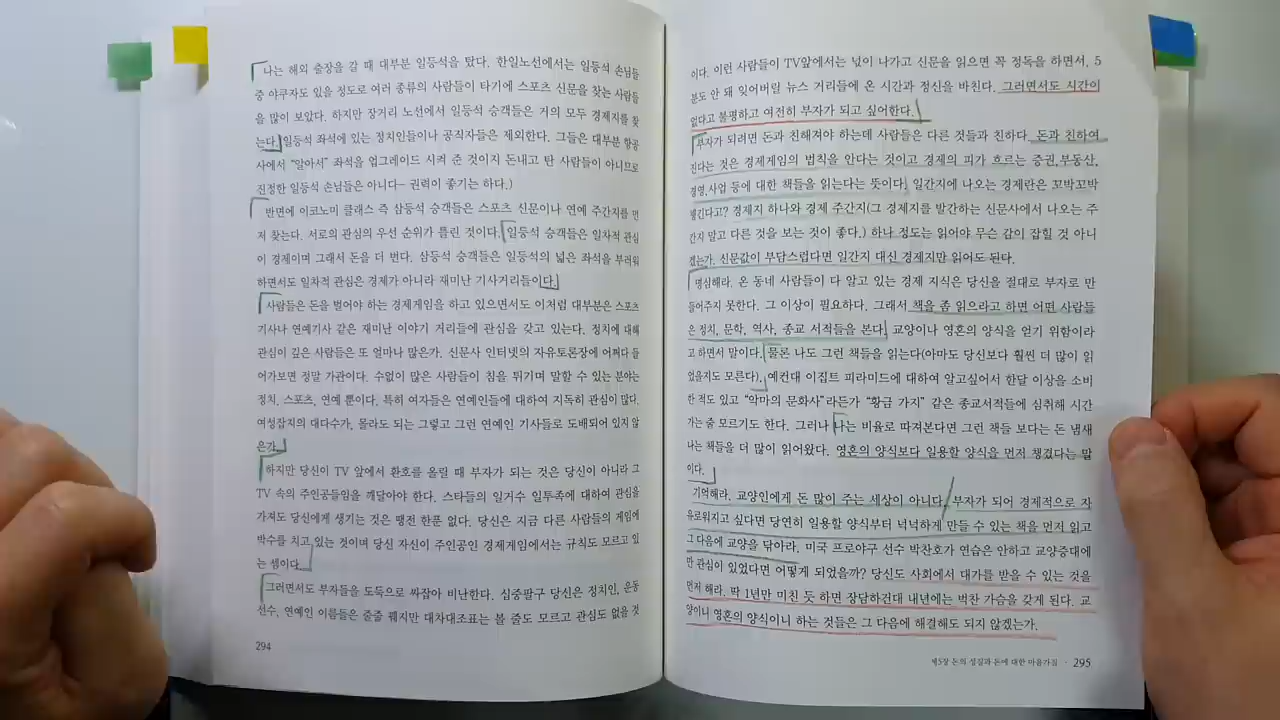 나는 해외 출장을 갈 때 대부분 일등석을 탔다. 한일노선에서는 일등석 손님들
중 야쿠자도 있을 정도로 여러 종류의 사람들이 타기에 스포츠 신문을 찾는 사람들
을 많이 보았다. 하지만 장거리 노선에서 일등석 승객들은 거의 모두 경제지를 찾
는다.(일등석 좌석에 있는 정치인들이나 공직자들은 제외한다. 그들은 대부분 항공
사에서 "알아서" 좌석을 업그레이드 시켜 준 것이지 돈내고 탄 사람들이 아니므로
진정한 일등석 손님들은 아니다— 권력이 좋기는 하다.)
반면에 이코노미 클래스 즉 삼등석 승객들은 스포츠 신문이나 연예 주간지를 먼
저 찾는다. 서로의 관심의 우선 순위가 틀린 것이다. 일등석 승객들은 일차적 관심
이 경제이며 그래서 돈을 더 번다. 삼등석 승객들은 일등석의 넓은 좌석을 부러워
하면서도 일차적 관심은 경제가 아니라 재미난 기사거리들이다.
사람들은 돈을 벌어야 하는 경제게임을 하고 있으면서도 이처럼 대부분은 스포츠
기사나 연예기사 같은 재미난 이야기 거리들에 관심을 갖고 있는다. 정치에 대해
관심이 깊은 사람들은 또 얼마나 많은가. 신문사 인터넷의 자유토론장에 어쩌다 들
어가보면 정말 가관이다. 수없이 많은 사람들이 침을 튀기며 말할 수 있는 분야는
정치, 스포츠, 연예 뿐이다. 특히 여자들은 연예인들에 대하여 지독히 관심이 많다.
여성잡지의 대다수가, 몰라도 되는 그렇고 그런 연예인 기사들로 도배되어 있지 않
은가.
하지만 당신이 TV 앞에서 환호를 올릴 때 부자가 되는 것은 당신이 아니라 그
TV 속의 주인공들임을 깨달아야 한다. 스타들의 일거수 일투족에 대하여 관심을
가져도 당신에게 생기는 것은 땡전 한푼 없다. 당신은 지금 다른 사람들의 게임에
박수를 치고 있는 것이며 당신 자신이 주인공인 경제게임에서는 규칙도 모르고 있
는 셈이다.
그러면서도 부자들을 도둑으로 싸잡아 비난한다. 십중팔구 당신은 정치인, 운동
선수, 연예인 이름들은 줄줄 꿰지만 대차대조표는 볼 줄도 모르고 관심도 없을 것
294
이다. 이런 사람들이 TV앞에서는 넋이 나가고 신문을 읽으면 꼭 정독을 하면서, 5
분도 안 돼 잊어버릴 뉴스 거리들에 온 시간과 정신을 바친다. 그러면서도 시간이
없다고 불평하고 여전히 부자가 되고 싶어한다.
부자가 되려면 돈과 친해져야 하는데 사람들은 다른 것들과 친하다. 돈과 친하여
진다는 것은 경제게임의 법칙을 안다는 것이고 경제의 피가 흐르는 증권,부동산,
경영,사업 등에 대한 책들을 읽는다는 뜻이다. 일간지에 나오는 경제란은 꼬박꼬박
챙긴다고? 경제지 하나와 경제 주간지(그 경제지를 발간하는 신문사에서 나오는 주
간지 말고 다른 것을 보는 것이 좋다.) 하나 정도는 읽어야 무슨 감이 잡힐 것 아니
겠는가. 신문값이 부담스럽다면 일간지 대신 경제지만 읽어도 된다.
명심해라. 온 동네 사람들이 다 알고 있는 경제 지식은 당신을 절대로 부자로 만
들어주지 못한다. 그 이상이 필요하다. 그래서 책을 좀 읽으라고 하면 어떤 사람들
은 정치, 문학, 역사, 종교 서적들을 본다. 교양이나 영혼의 양식을 얻기 위함이라
고 하면서 말이다. 물론 나도 그런 책들을 읽는다(아마도 당신보다 훨씬 더 많이 읽
었을지도 모른다). 예컨대 이집트 피라미드에 대하여 알고싶어서 한달 이상을 소비
한 적도 있고 "악마의 문화사"라든가 "황금 가지" 같은 종교서적들에 심취해 시간
가는 줄 모르기도 한다. 그러나 나는 비율로 따져본다면 그런 책들 보다는 돈 냄새
나는 책들을 더 많이 읽어왔다. 영혼의 양식보다 일용할 양식을 먼저 챙겼다는 말
이다.
기억해라, 교양인에게 돈 많이 주는 세상이 아니다. 부자가 되어 경제적으로 자
유로워지고 싶다면 당연히 일용할 양식부터 넉넉하게 만들 수 있는 책을 먼저 읽고
그 다음에 교양을 닦아라. 미국 프로야구 선수 박찬호가 연습은 안하고 교양증대에
만 관심이 있었다면 어떻게 되었을까? 당신도 사회에서 대가를 받을 수 있는 것을
먼저 해라. 딱 1년만 미친 듯 하면 장담하건대 내년에는 벅찬 가슴을 갖게 된다. 교
양이니 영혼의 양식이니 하는 것들은 그 다음에 해결해도 되지 않겠는가.
제5장 돈의 성질과 돈에 대한 마음가짐 · 295